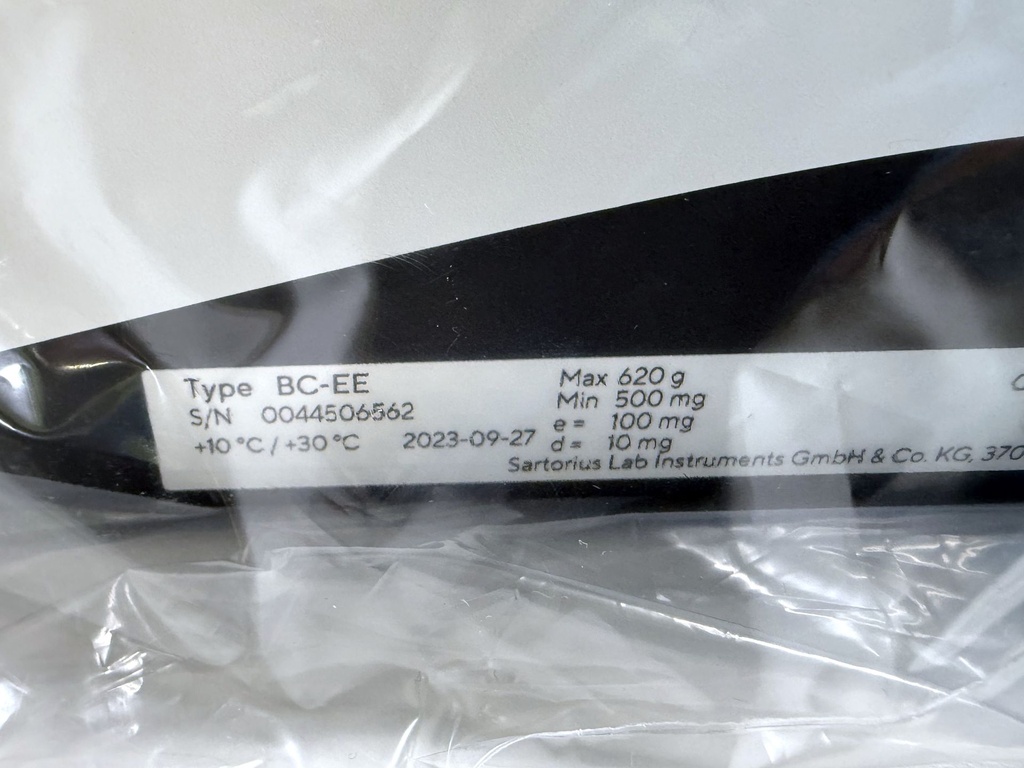 Type BC-EE
S/N 0044506562
+10 °C / +30 °C 2023-09-27
Max 620 g
Min 500 mg
e = 100 mg
d = 10 mg
Sartorius Lab Instruments GmbH & Co. KG, 370